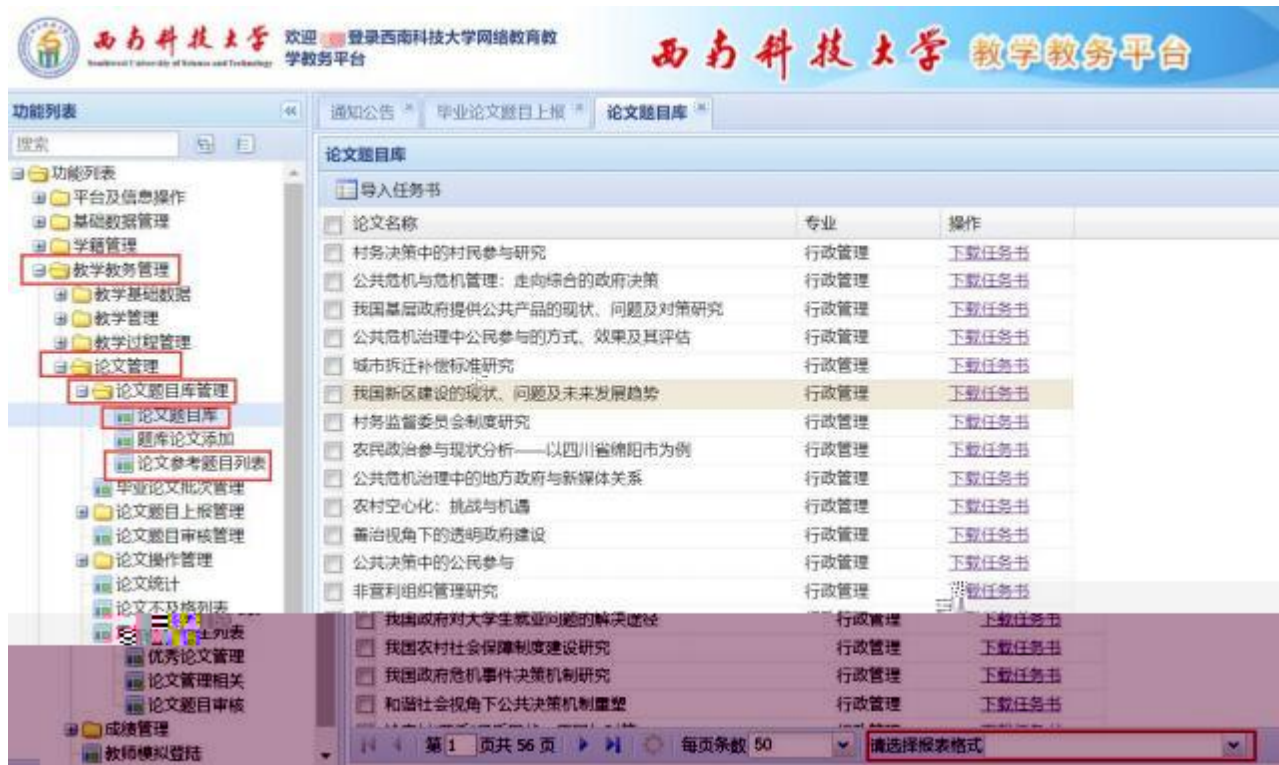 西南科技大学
Southwest University of Science and Technology
欢迎 登录西南科技大学网络教育教
学教务平台
西南科技大学 教学教务平台
功能列表
搜索
功能列表
平台及信息操作
基础数据管理
学籍管理
教学教务管理
教学基础数据
教学管理
教学过程管理
论文管理
论文题目库管理
论文题目库
题库论文添加
论文参考题目列表
毕业论文批次管理
论文题目上报管理
论文题目审核管理
论文操作管理
论文统计
论文不及格列表
优秀论文管理
论文管理相关
论文题目审核
成绩管理
教师模拟登陆
通知公告 毕业论文题目上报 论文题目库
论文题目库
导入任务书
论文名称 专业 操作
村务决策中的村民参与研究 行政管理 下载任务书
公共危机与危机管理：走向综合的政府决策 行政管理 下载任务书
我国基层政府提供公共产品的现状、问题及对策研究 行政管理 下载任务书
公共危机治理中公民参与的方式、效果及其评估 行政管理 下载任务书
城市拆迁补偿标准研究 行政管理 下载任务书
我国新区建设的现状、问题及未来发展趋势 行政管理 下载任务书
村务监督委员会制度研究 行政管理 下载任务书
农民政治参与现状分析——以四川省绵阳市为例 行政管理 下载任务书
公共危机治理中的地方政府与新媒体关系 行政管理 下载任务书
农村空心化：挑战与机遇 行政管理 下载任务书
善治视角下的透明政府建设 行政管理 下载任务书
公共决策中的公民参与 行政管理 下载任务书
非营利组织管理研究 行政管理 下载任务书
我国政府对大学生就业问题的解决途径 行政管理 下载任务书
我国农村社会保障制度建设研究 行政管理 下载任务书
我国政府危机事件决策机制研究 行政管理 下载任务书
和谐社会视角下公共决策机制重塑 行政管理 下载任务书
第 1 页共 56 页 每页条数 50 请选择报表格式